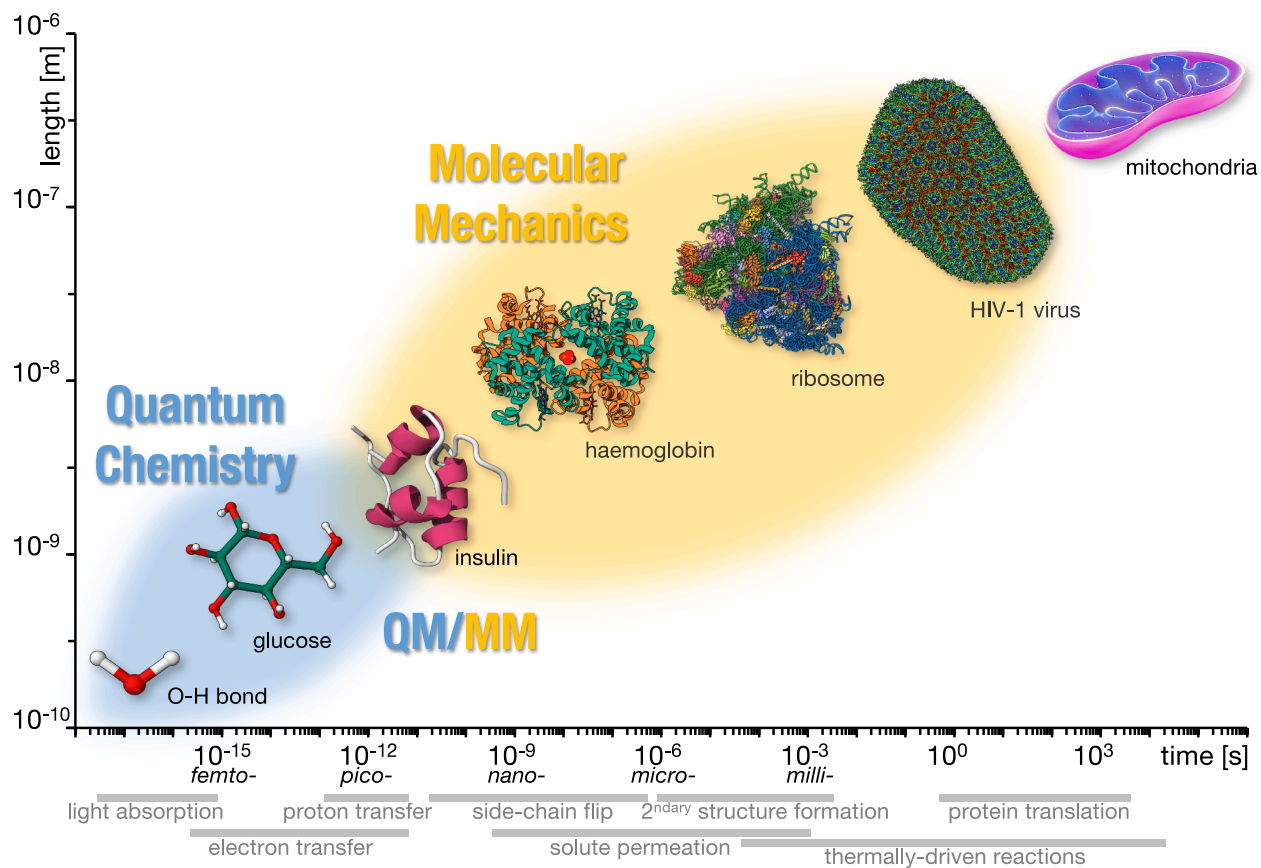 10-6
length [m]
10-7
10-8
10-9
10-10
Molecular
Mechanics
mitochondria
HIV-1 virus
ribosome
haemoglobin
Quantum
Chemistry
insulin
glucose
QM/MM
O-H bond
10-15 10-12 10-9 10-6 10-3 100 103 time [s]
femto- pico- nano- micro- milli-
light absorption proton transfer side-chain flip 2ndary structure formation protein translation
electron transfer solute permeation thermally-driven reactions